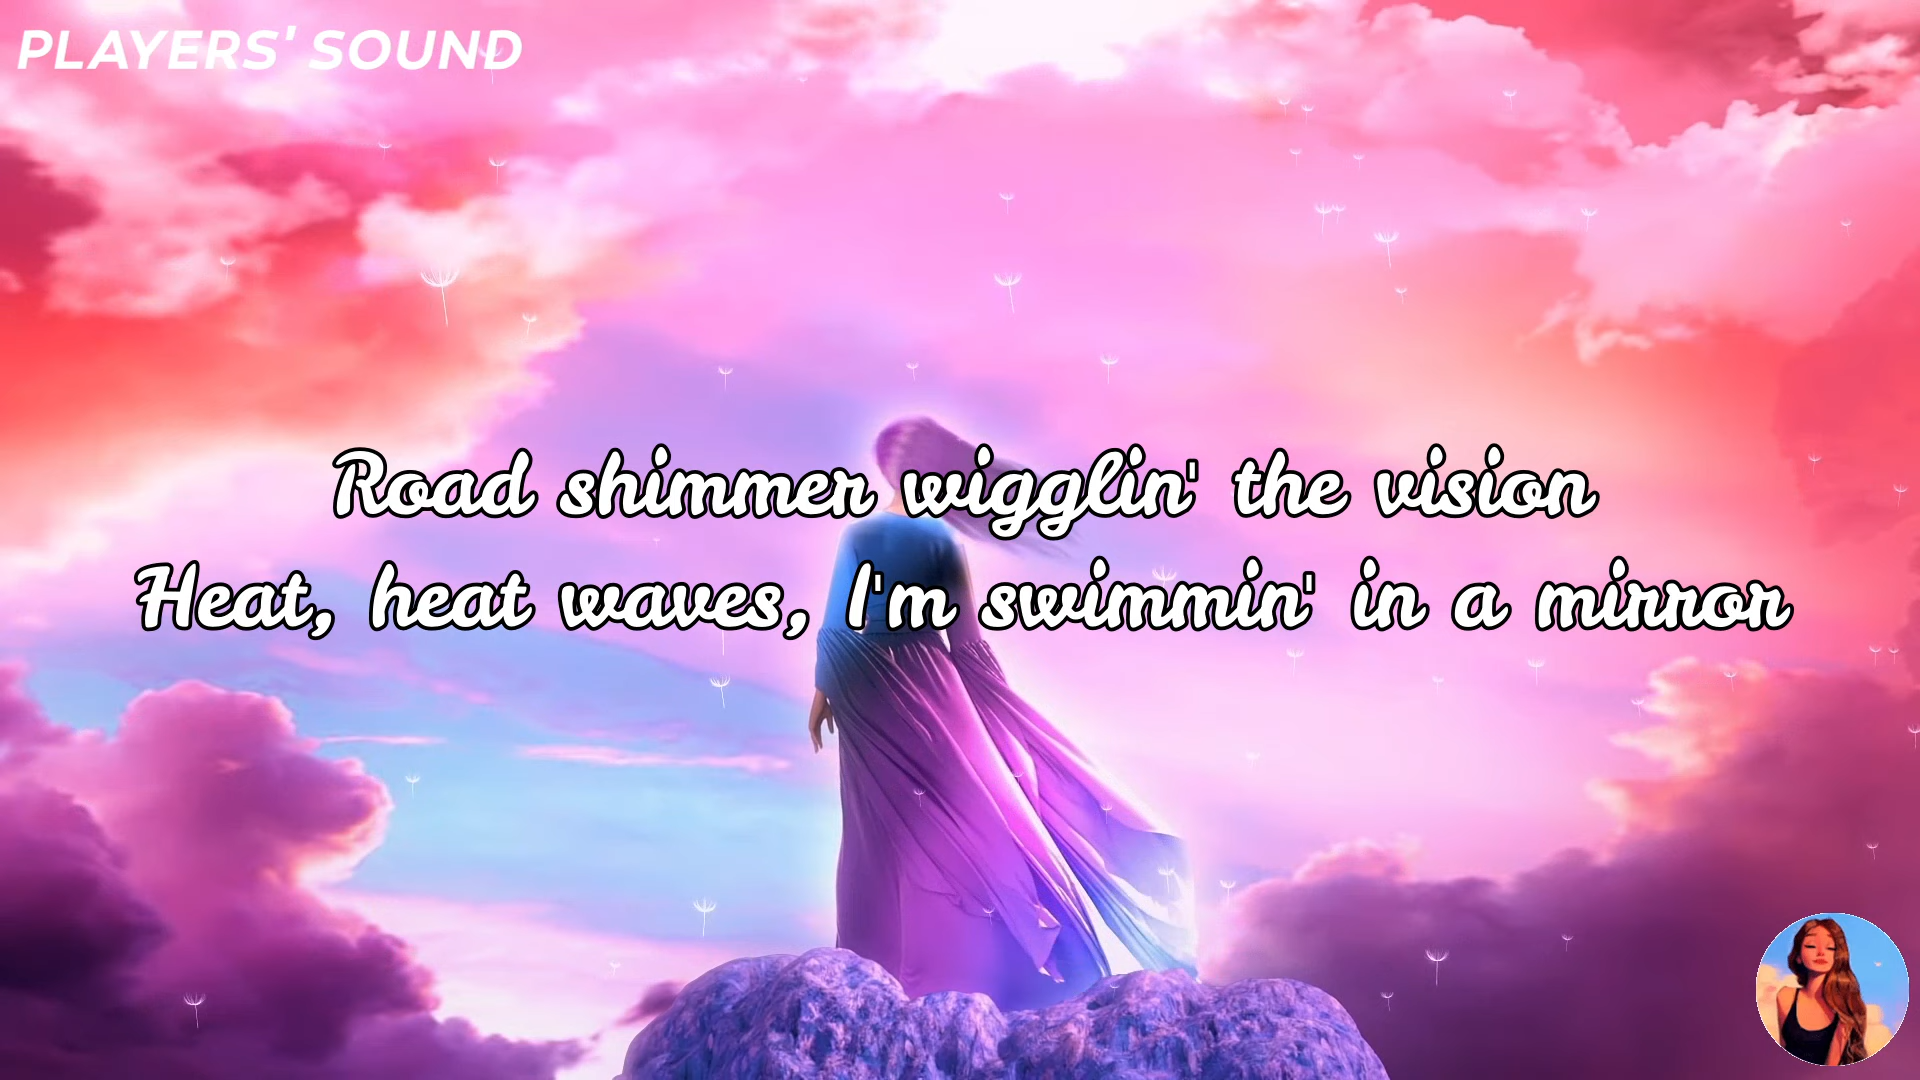 PLAYERS' SOUND
Road shimmer wigglin' the vision
Heat, heat waves, I'm swimmin' in a mirror